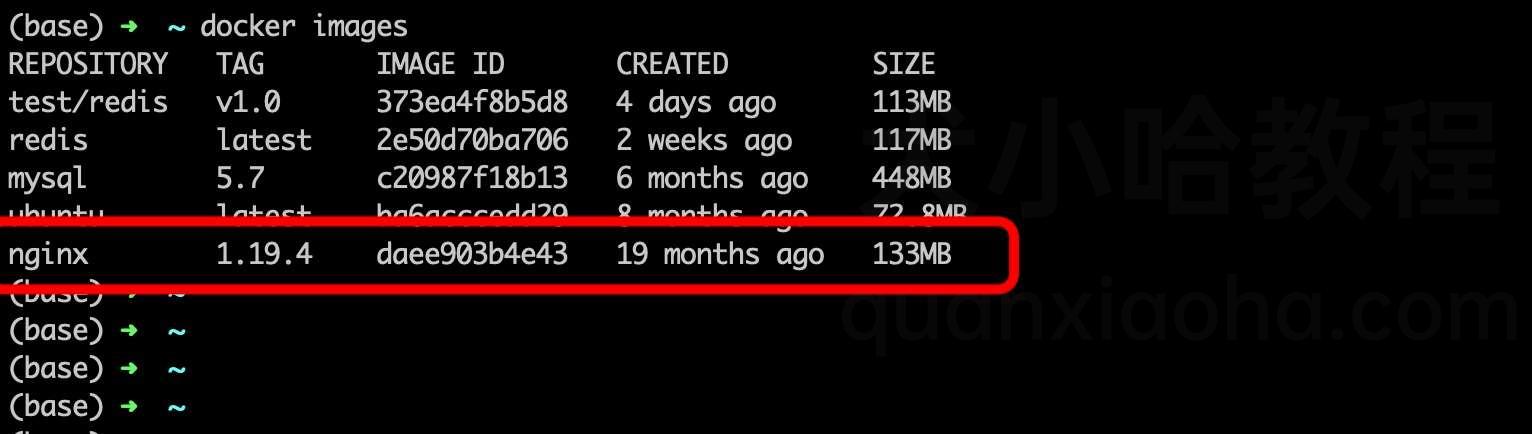 (base) ➜ ~ docker images
REPOSITORY TAG IMAGE ID CREATED SIZE
test/redis v1.0 373ea4f8b5d8 4 days ago 113MB
redis latest 2e50d70ba706 2 weeks ago 117MB
mysql 5.7 c20987f18b13 6 months ago 448MB
ubuntu latest ba6acccedd29 8 months ago 72.8MB
nginx 1.19.4 daee903b4e43 19 months ago 133MB
(base) ➜ ~
(base) ➜ ~
(base) ➜ ~
(base) ➜ ~
犬小哈教程
quanxiaoha.com